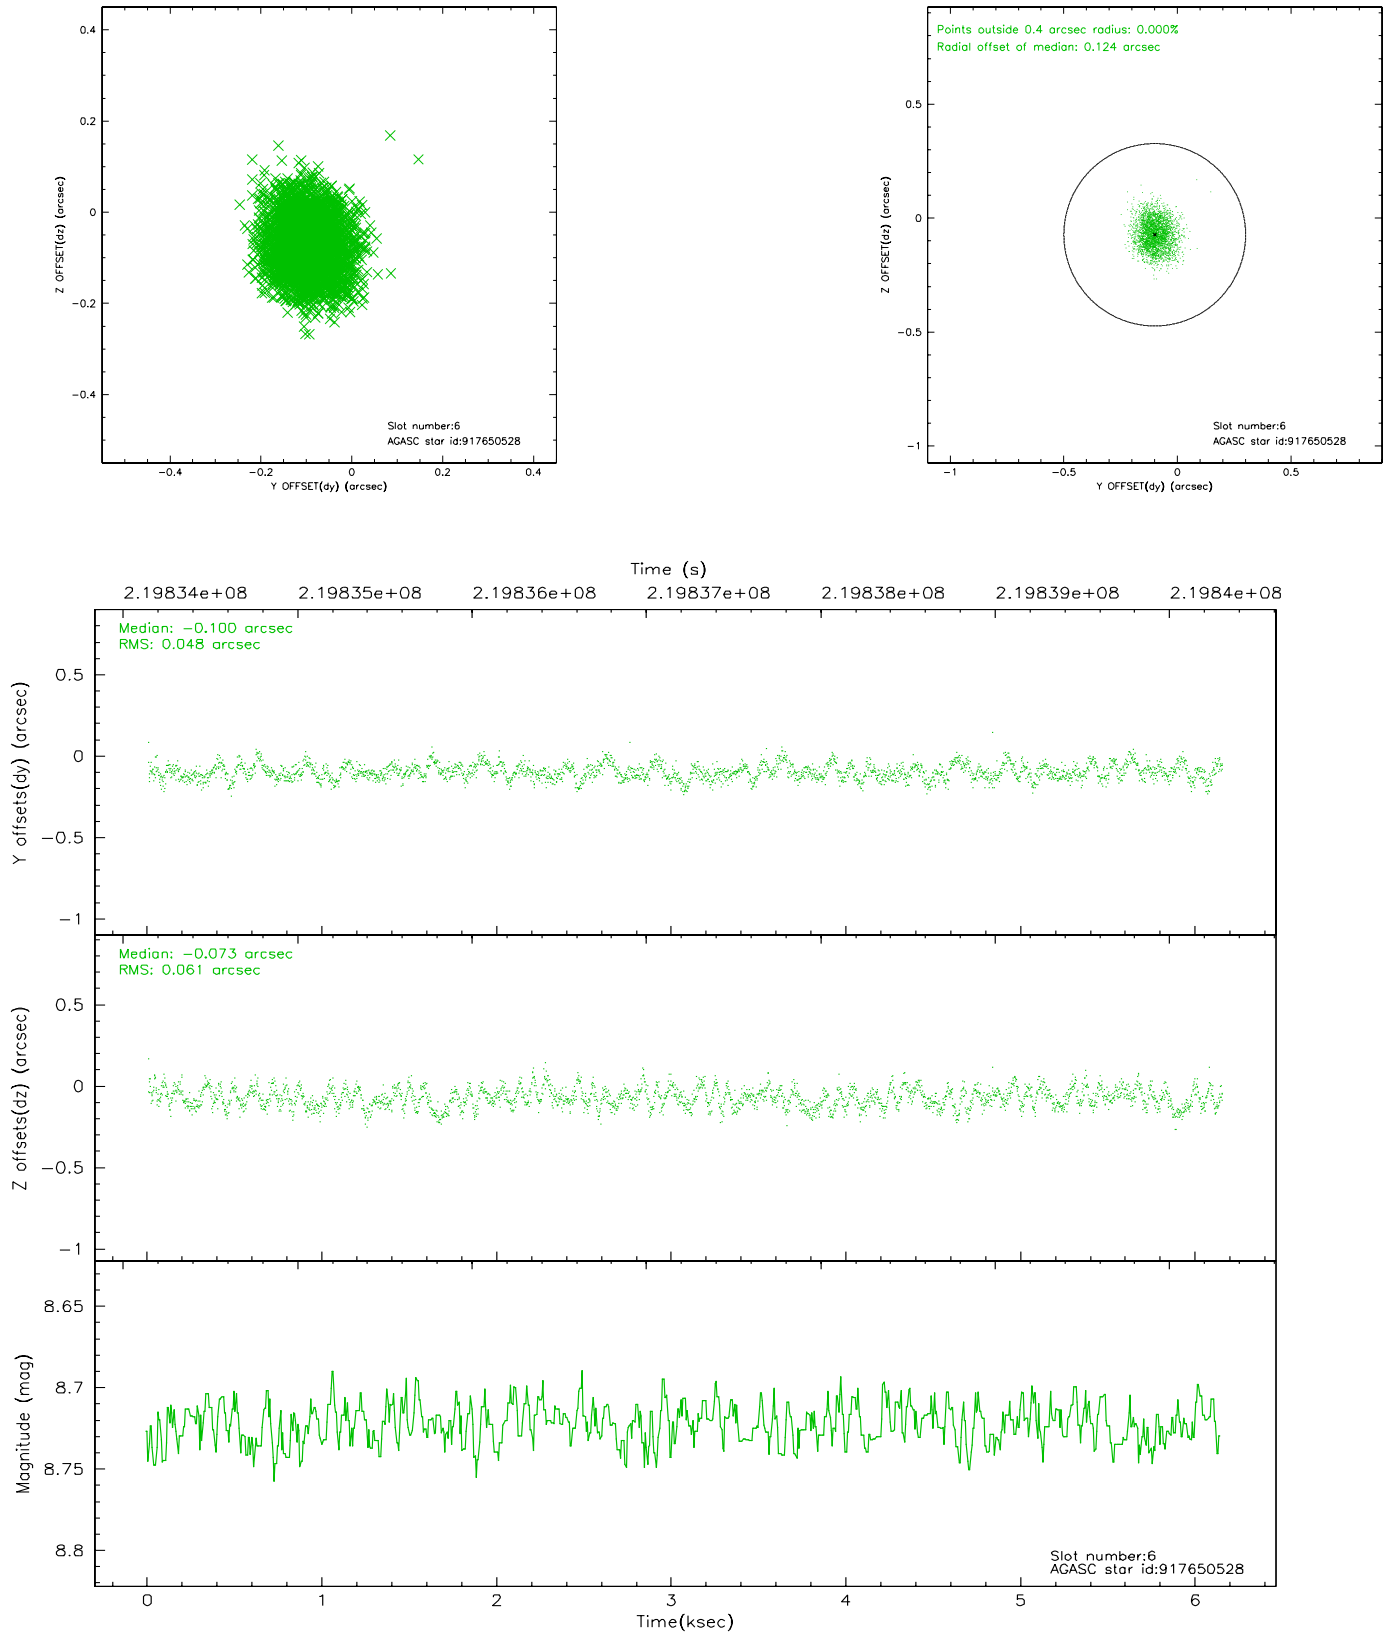 0.4
0.2
0
−0.2
−0.4
Z OFFSET(dz) (arcsec)
−0.4 −0.2 0 0.2 0.4
Y OFFSET(dy) (arcsec)
Slot number:6
AGASC star id:917650528
Points outside 0.4 arcsec radius: 0.000%
Radial offset of median: 0.124 arcsec
0.5
0
−0.5
−1
Z OFFSET(dz) (arcsec)
−1 −0.5 0 0.5
Y OFFSET(dy) (arcsec)
Slot number:6
AGASC star id:917650528
Time (s)
2.19834e+08 2.19835e+08 2.19836e+08 2.19837e+08 2.19838e+08 2.19839e+08 2.1984e+08
Median: −0.100 arcsec
RMS: 0.048 arcsec
0.5
0
−0.5
−1
Y offsets(dy) (arcsec)
Median: −0.073 arcsec
RMS: 0.061 arcsec
0.5
0
−0.5
−1
Z offsets(dz) (arcsec)
8.65
8.7
8.75
8.8
Magnitude (mag)
Slot number:6
AGASC star id:917650528
0 1 2 3 4 5 6
Time(ksec)